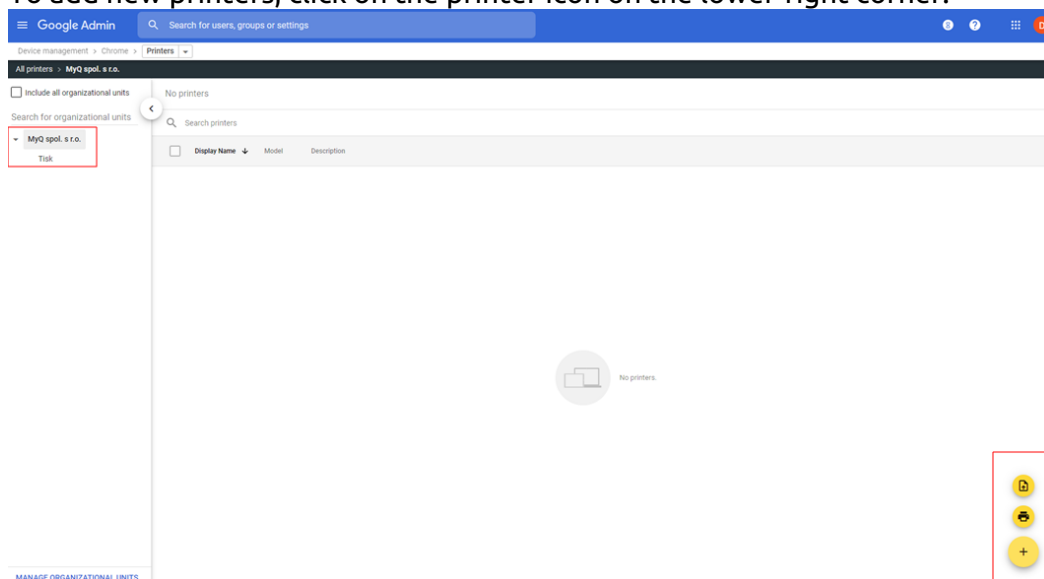 To add new printers, click on the printer icon on the lower right corner.
Google Admin
Search for users, groups or settings
?
D
Device management > Chrome > Printers
All printers > MyQ spol. s r.o.
Include all organizational units
No printers
Search for organizational units
Search printers
MyQ spol. s r.o.
Display Name Model Description
Tisk
No printers.
+
MANAGE ORGANIZATIONAL UNITS